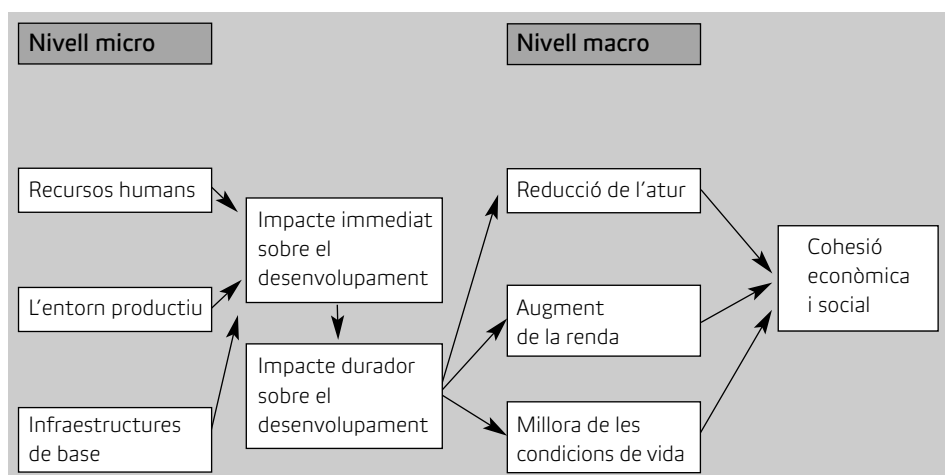 Nivell micro
Nivell macro
Recursos humans
L'entorn productiu
Infraestructures
de base
Impacte immediat
sobre el
desenvolupament
Impacte durador
sobre el
desenvolupament
Reducció de l'atur
Augment
de la renda
Millora de les
condicions de vida
Cohesió
econòmica
i social